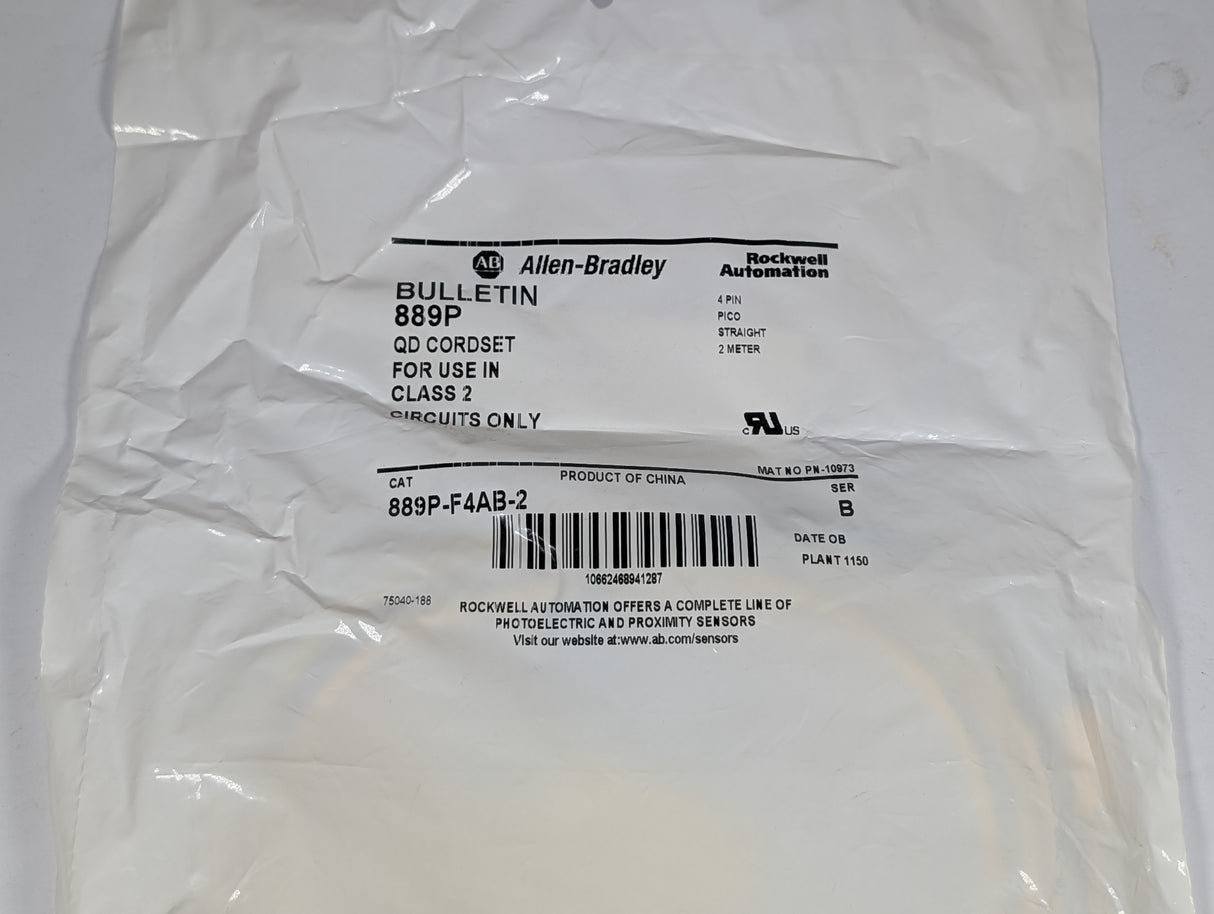 AB Allen-Bradley
Rockwell
Automation
BULLETIN
889P
QD CORDSET
FOR USE IN
CLASS 2
CIRCUITS ONLY
4 PIN
PICO
STRAIGHT
2 METER
c RU US
MAT NO PN-10973
CAT
PRODUCT OF CHINA
SER
889P-F4AB-2
B
DATE OB
PLANT 1150
10662468941287
75040-188
ROCKWELL AUTOMATION OFFERS A COMPLETE LINE OF
PHOTOELECTRIC AND PROXIMITY SENSORS
Visit our website at:www.ab.com/sensors